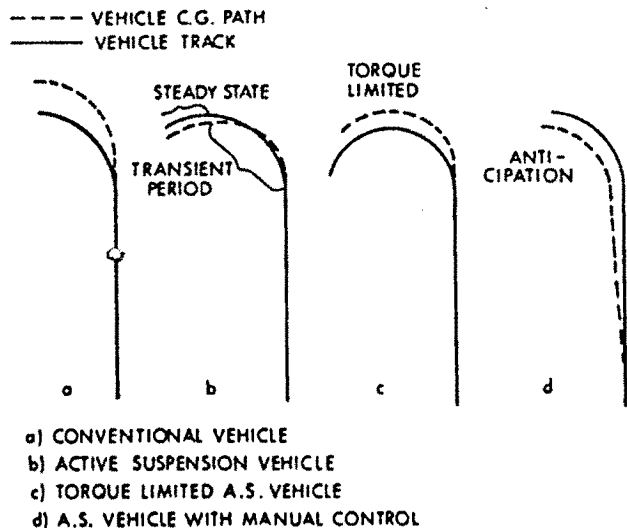 VEHICLE C.G. PATH
VEHICLE TRACK
STEADY STATE
TRANSIENT
PERIOD
TORQUE
LIMITED
ANTI-
CIPATION
a
b
c
d
a) CONVENTIONAL VEHICLE
b) ACTIVE SUSPENSION VEHICLE
c) TORQUE LIMITED A.S. VEHICLE
d) A.S. VEHICLE WITH MANUAL CONTROL